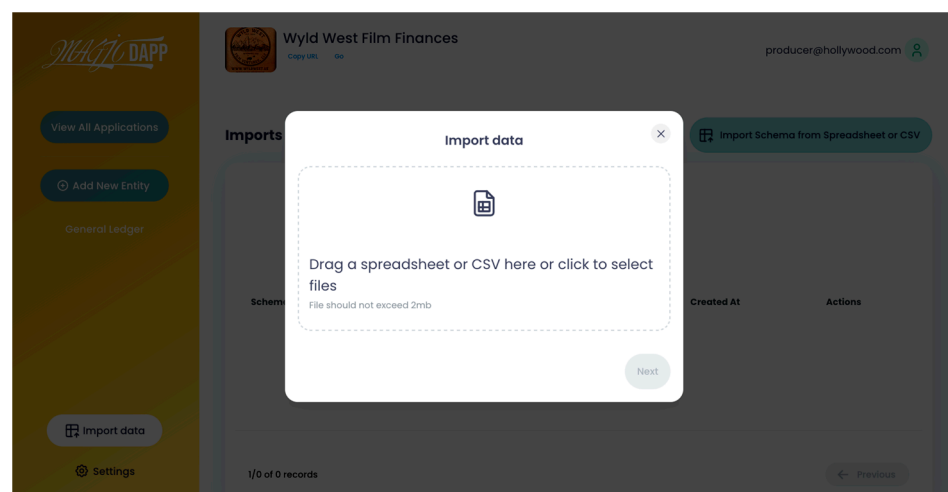 MAGIC DAPP
Wyld West Film Finances
Copy URL Go
producer@hollywood.com
View All Applications
Imports
Import Schema from Spreadsheet or CSV
Add New Entity
General Ledger
Import data
Drag a spreadsheet or CSV here or click to select
files
File should not exceed 2mb
Next
Schem
Created At
Actions
Import data
Settings
1/0 of 0 records
Previous